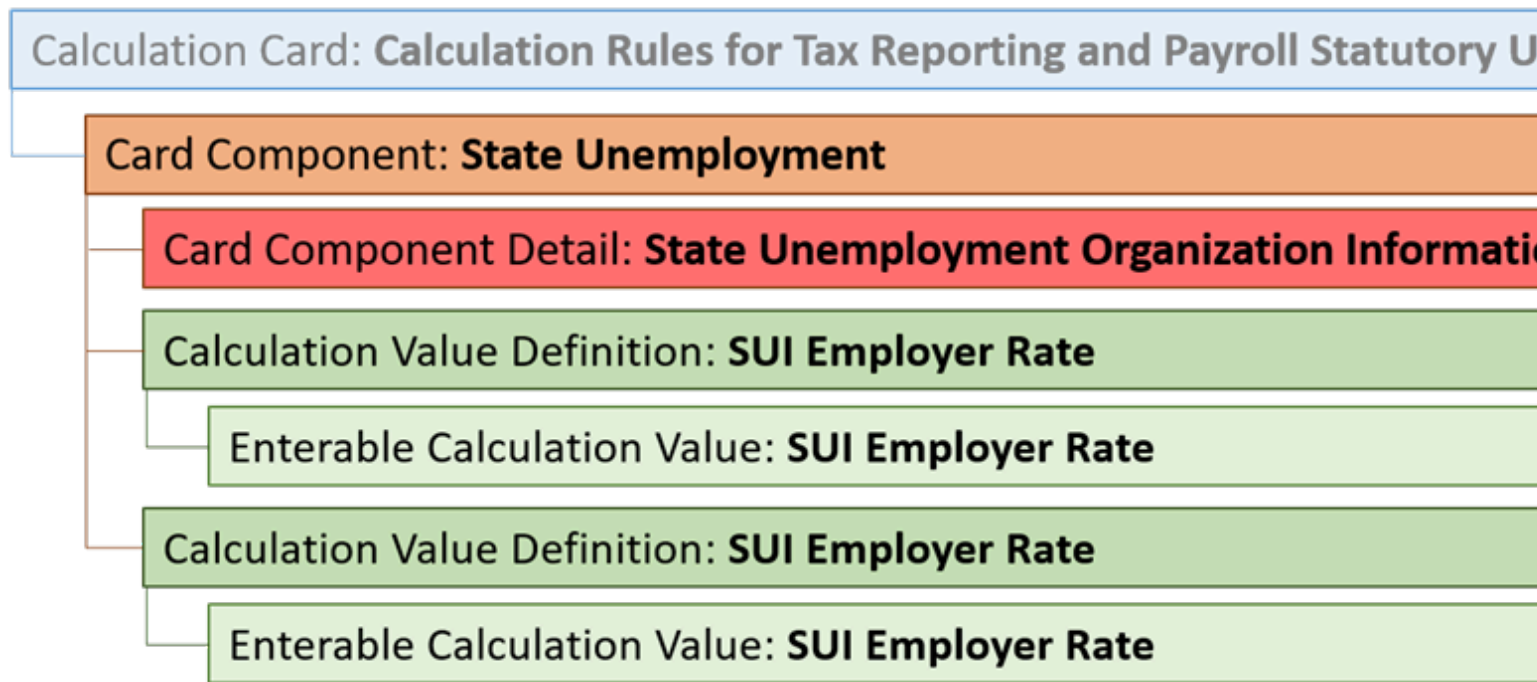 Calculation Card: Calculation Rules for Tax Reporting and Payroll Statutory U
Card Component: State Unemployment
Card Component Detail: State Unemployment Organization Informati
Calculation Value Definition: SUI Employer Rate
Enterable Calculation Value: SUI Employer Rate
Calculation Value Definition: SUI Employer Rate
Enterable Calculation Value: SUI Employer Rate